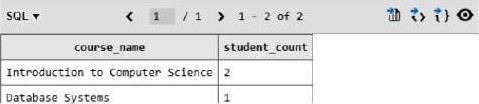 SQL ▼ < 1 / 1 > 1 - 2 of 2
course_name student_count
Introduction to Computer Science 2
Database Systems 1